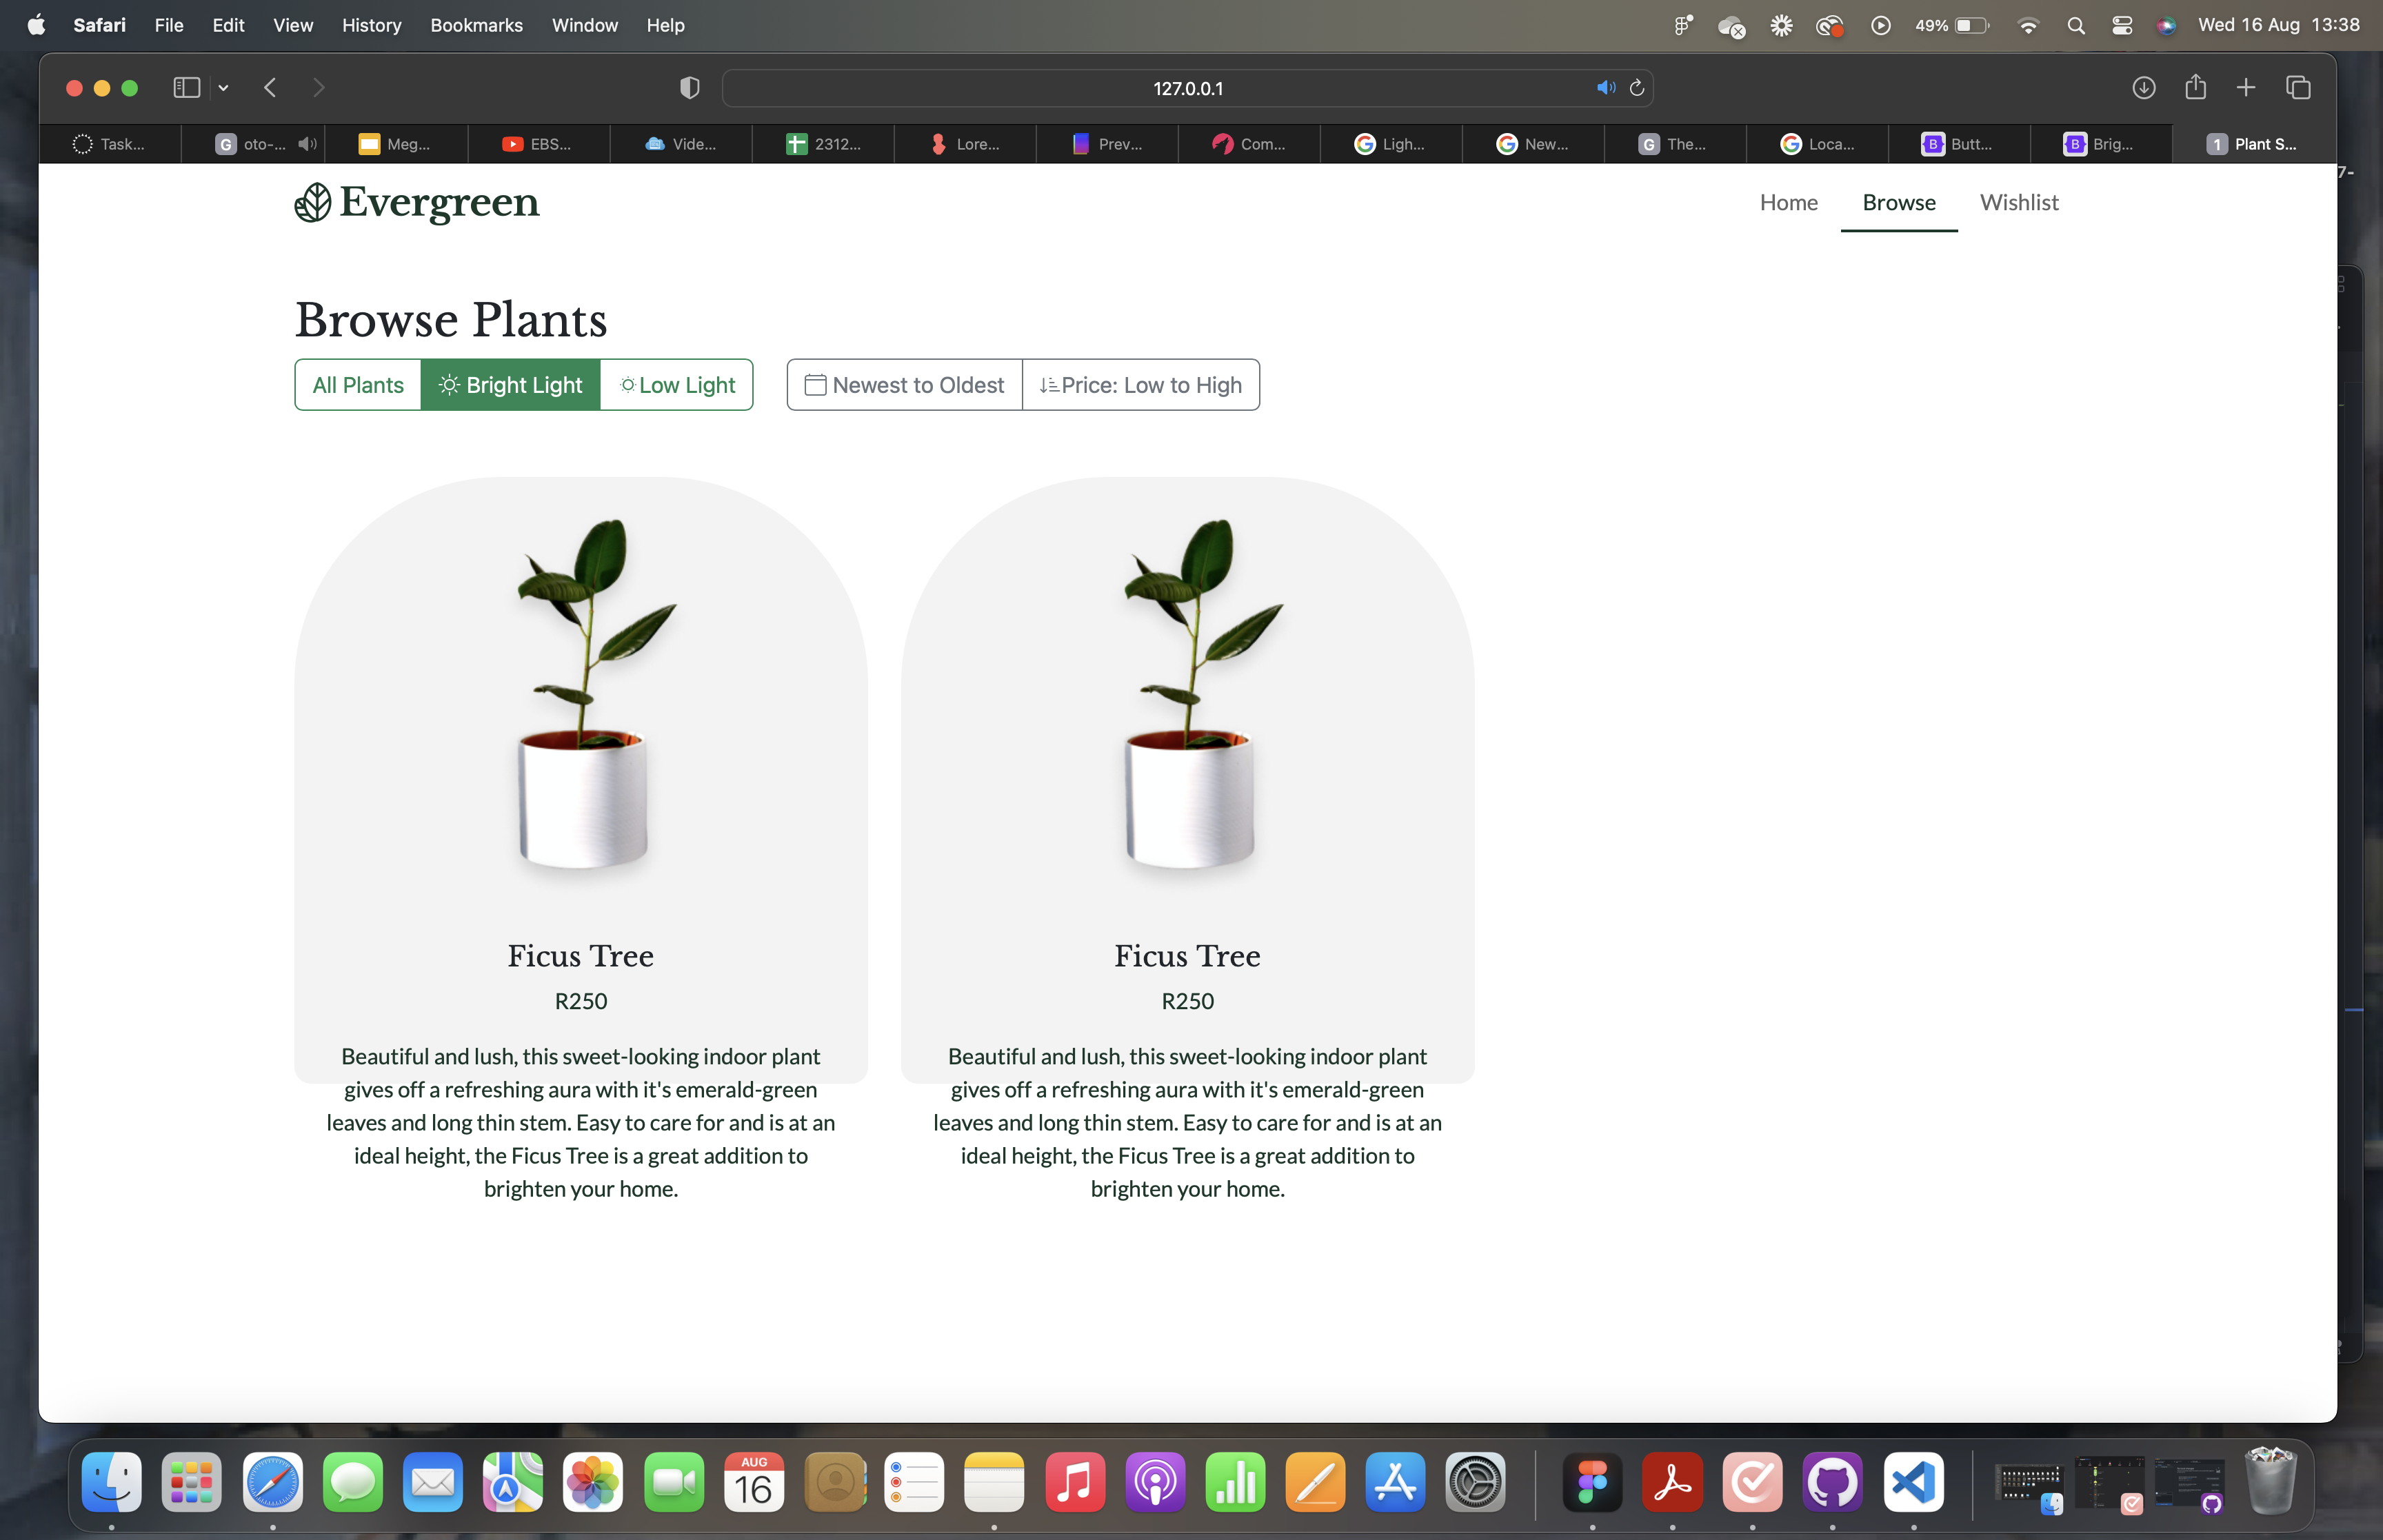 Safari File Edit View History Bookmarks Window Help 49% Wed 16 Aug 13:38
127.0.0.1
Task... G oto-... Meg... EBS... Vide... 2312... Lore... Prev... Com... Ligh... New... G The... Loca... B Butt... B Brig... 1 Plant S...
7-
Evergreen Home Browse Wishlist
Browse Plants
All Plants Bright Light Low Light Newest to Oldest Price: Low to High
Ficus Tree
R250
Beautiful and lush, this sweet-looking indoor plant
gives off a refreshing aura with it's emerald-green
leaves and long thin stem. Easy to care for and is at an
ideal height, the Ficus Tree is a great addition to
brighten your home.
Ficus Tree
R250
Beautiful and lush, this sweet-looking indoor plant
gives off a refreshing aura with it's emerald-green
leaves and long thin stem. Easy to care for and is at an
ideal height, the Ficus Tree is a great addition to
brighten your home.
AUG
16